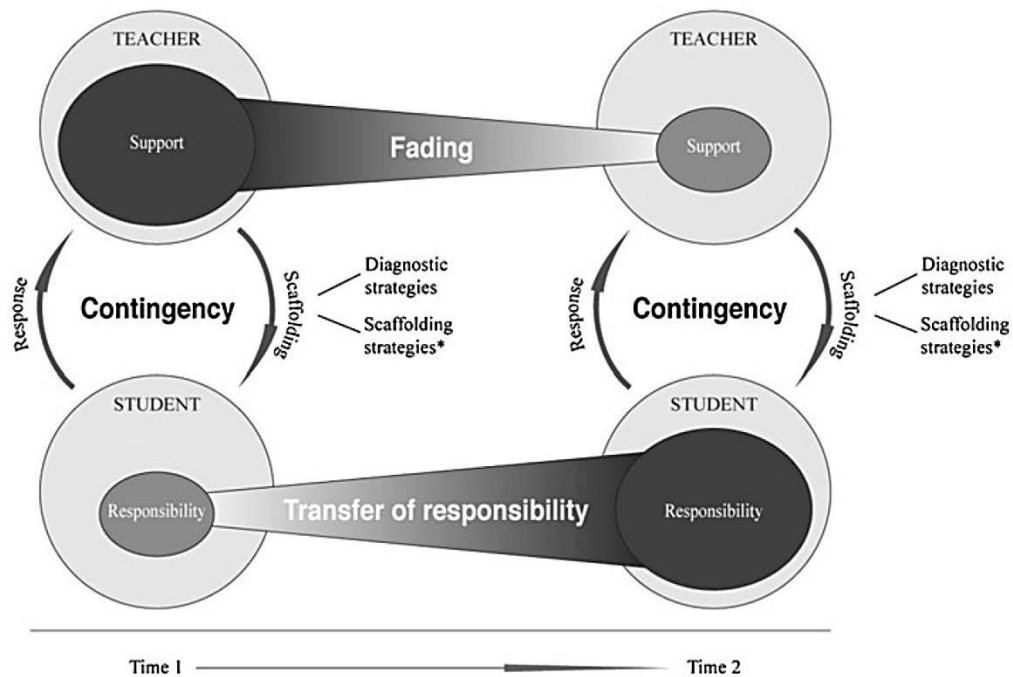 TEACHER
TEACHER
Support
Fading
Support
Response
Contingency
Scaffolding
Diagnostic
strategies
Scaffolding
strategies*
Response
Contingency
Scaffolding
Diagnostic
strategies
Scaffolding
strategies*
STUDENT
STUDENT
Responsibility
Transfer of responsibility
Responsibility
Time 1
Time 2